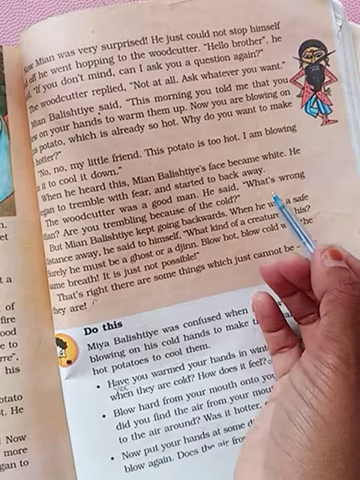 Mian was very surprised! He just could not stop himself
off he went hopping to the woodcutter. "Hello brother", he
"If you don't mind, can I ask you a question again?"
The woodcutter replied, "Not at all. Ask whatever you want."
Mian Balishtiye said, "This morning you told me that you
on your hands to warm them up. Now you are blowing on
potato, which is already so hot. Why do you want to make
hotter?"
"No, no, my little friend. This potato is too hot. I am blowing
it to cool it down."
When he heard this, Mian Balishtiye's face became white. He
to tremble with fear, and started to back away.
The woodcutter was a good man. He said, "What's wrong
Are you trembling because of the cold?"
But Mian Balishtiye kept going backwards. When he was a safe
distance away, he said to himself, "What kind of a creature is this?
Surely he must be a ghost or a djinn. Blow hot, blow cold with the
same breath! It is just not possible!"
That's right there are some things which just cannot be –
they are!
Do this
Miya Balishtiye was confused when
blowing on his cold hands to make
hot potatoes to cool them.
• Have you warmed your hands in
when they are cold? How does it feel?
• Blow hard from your mouth onto
did you find the air from your
to the air around? Was it hotter,
• Now put your hands at some
blow again. Does the air
of
fire
to
his
He
Now
more